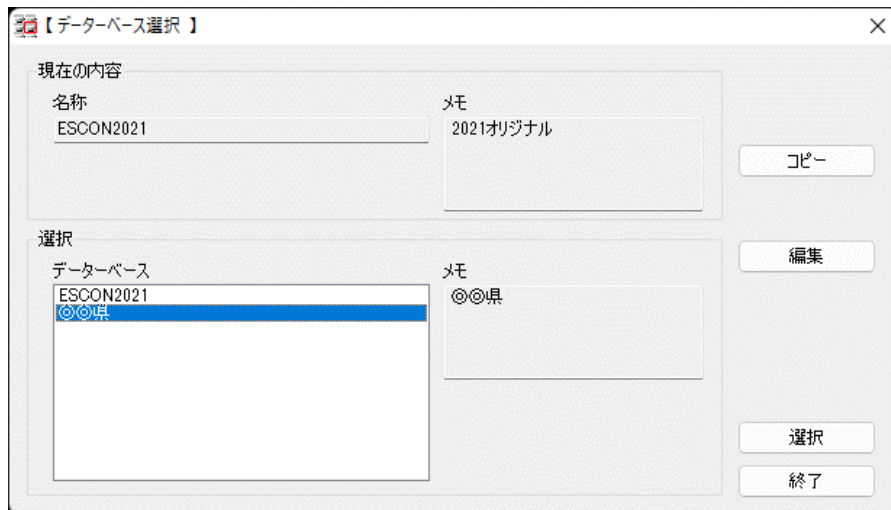 【 データーベース選択 】
現在の内容
名称
メモ
ESCON2021
2021オリジナル
コピー
選択
データーベース
メモ
編集
ESCON2021
◎◎県
◎◎県
選択
終了